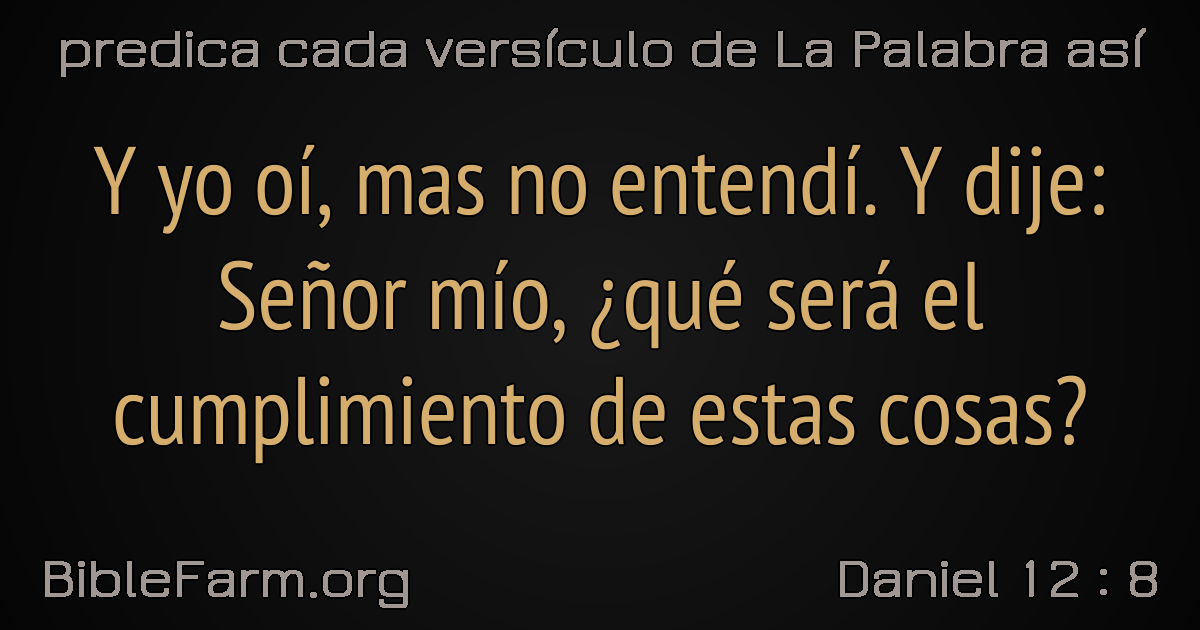 predica cada versículo de La Palabra así
Y yo oí, mas no entendí. Y dije:
Señor mío, ¿qué será el
cumplimiento de estas cosas?
BibleFarm.org
Daniel 12 : 8